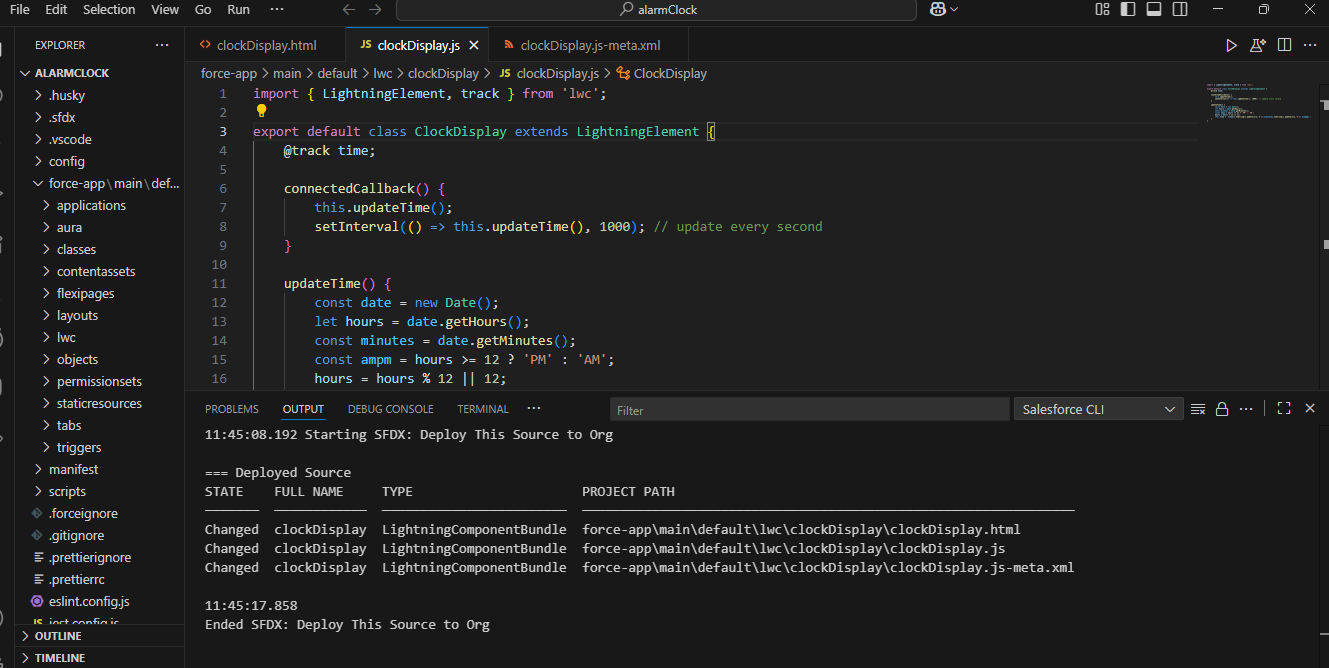 File Edit Selection View Go Run ··· alarmClock
EXPLORER ···
ALARMCLOCK
.husky
.sfdx
.vscode
config
force-app\main\def...
applications
aura
classes
contentassets
flexipages
layouts
lwc
objects
permissionsets
staticresources
tabs
triggers
manifest
scripts
.forceignore
.gitignore
.prettierignore
.prettierrc
eslint.config.js
JS jest.config.js
OUTLINE
TIMELINE
<> clockDisplay.html JS clockDisplay.js clockDisplay.js-meta.xml
force-app > main > default > lwc > clockDisplay > JS clockDisplay.js > ClockDisplay
1 import { LightningElement, track } from 'lwc';
2
3 export default class ClockDisplay extends LightningElement {
4 @track time;
5
6 connectedCallback() {
7 this.updateTime();
8 setInterval(() => this.updateTime(), 1000); // update every second
9 }
10
11 updateTime() {
12 const date = new Date();
13 let hours = date.getHours();
14 const minutes = date.getMinutes();
15 const ampm = hours >= 12 ? 'PM' : 'AM';
16 hours = hours % 12 || 12;
PROBLEMS OUTPUT DEBUG CONSOLE TERMINAL ··· Filter Salesforce CLI
11:45:08.192 Starting SFDX: Deploy This Source to Org
=== Deployed Source
STATE FULL NAME TYPE PROJECT PATH
Changed clockDisplay LightningComponentBundle force-app\main\default\lwc\clockDisplay\clockDisplay.html
Changed clockDisplay LightningComponentBundle force-app\main\default\lwc\clockDisplay\clockDisplay.js
Changed clockDisplay LightningComponentBundle force-app\main\default\lwc\clockDisplay\clockDisplay.js-meta.xml
11:45:17.858
Ended SFDX: Deploy This Source to Org